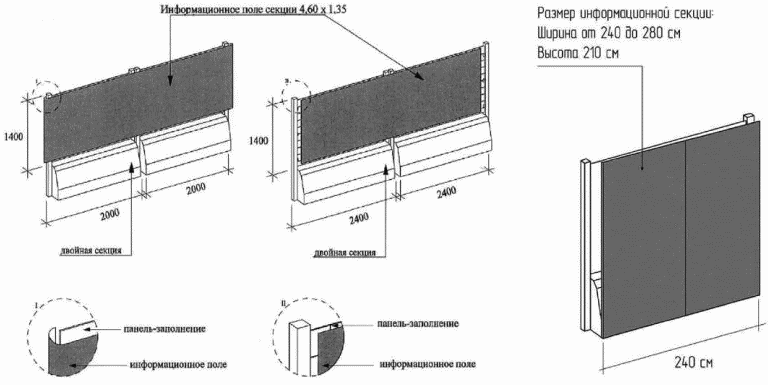 Информационное поле секции 4,60 x 1,35
I.
1400
2000
2000
двойная секция
II.
1400
2400
2400
двойная секция
I.
панель-заполнение
информационное поле
II.
панель-заполнение
информационное поле
Размер информационной секции:
Ширина от 240 до 280 см
Высота 210 см
240 см